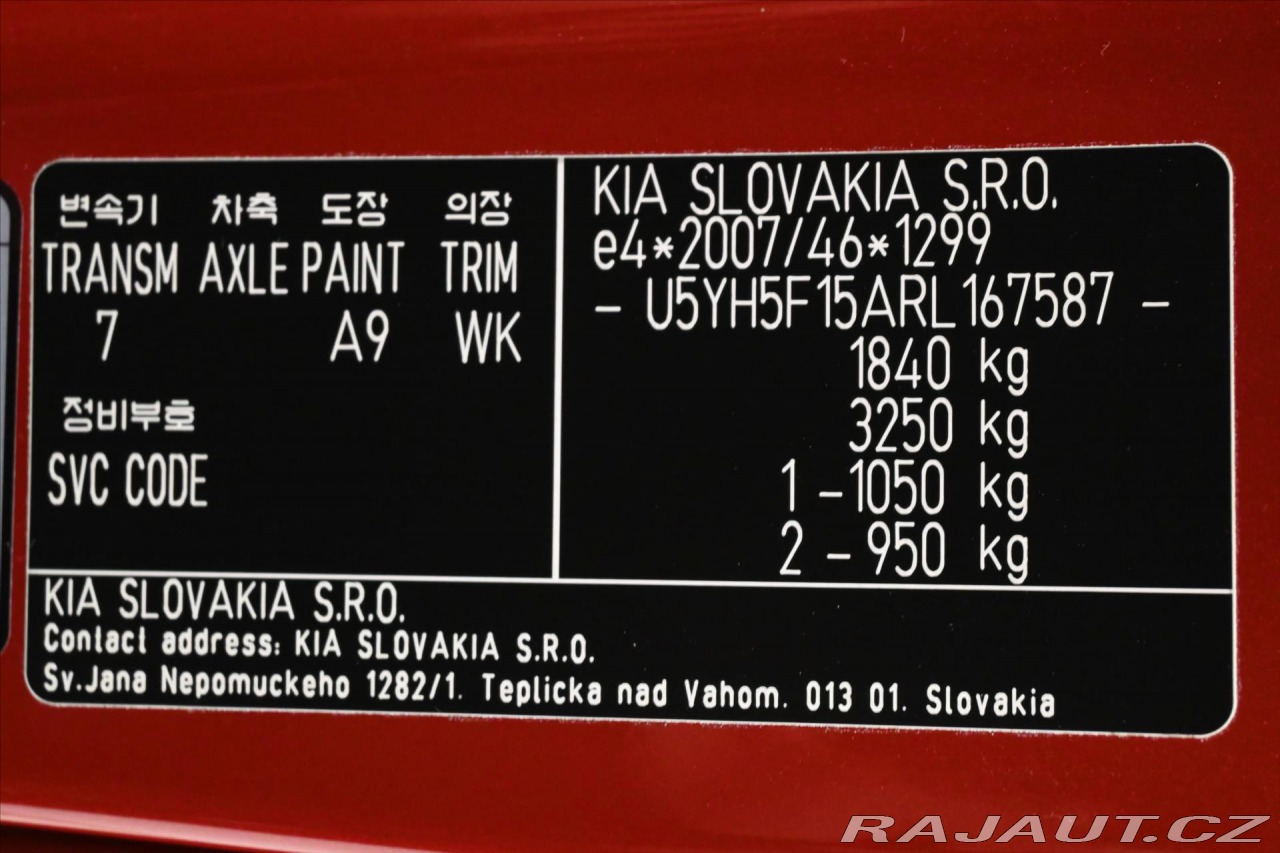 변속기 차축 도장 의장
TRANSM AXLE PAINT TRIM
7 A9 WK
정비부호
SVC CODE
KIA SLOVAKIA S.R.O.
e4*2007/46*1299
- U5YH5F15ARL167587 -
1840 kg
3250 kg
1 -1050 kg
2 - 950 kg
KIA SLOVAKIA S.R.O.
Contact address: KIA SLOVAKIA S.R.O.
Sv.Jana Nepomuckeho 1282/1. Teplicka nad Vahom. 013 01. Slovakia
RAJAUT.CZ